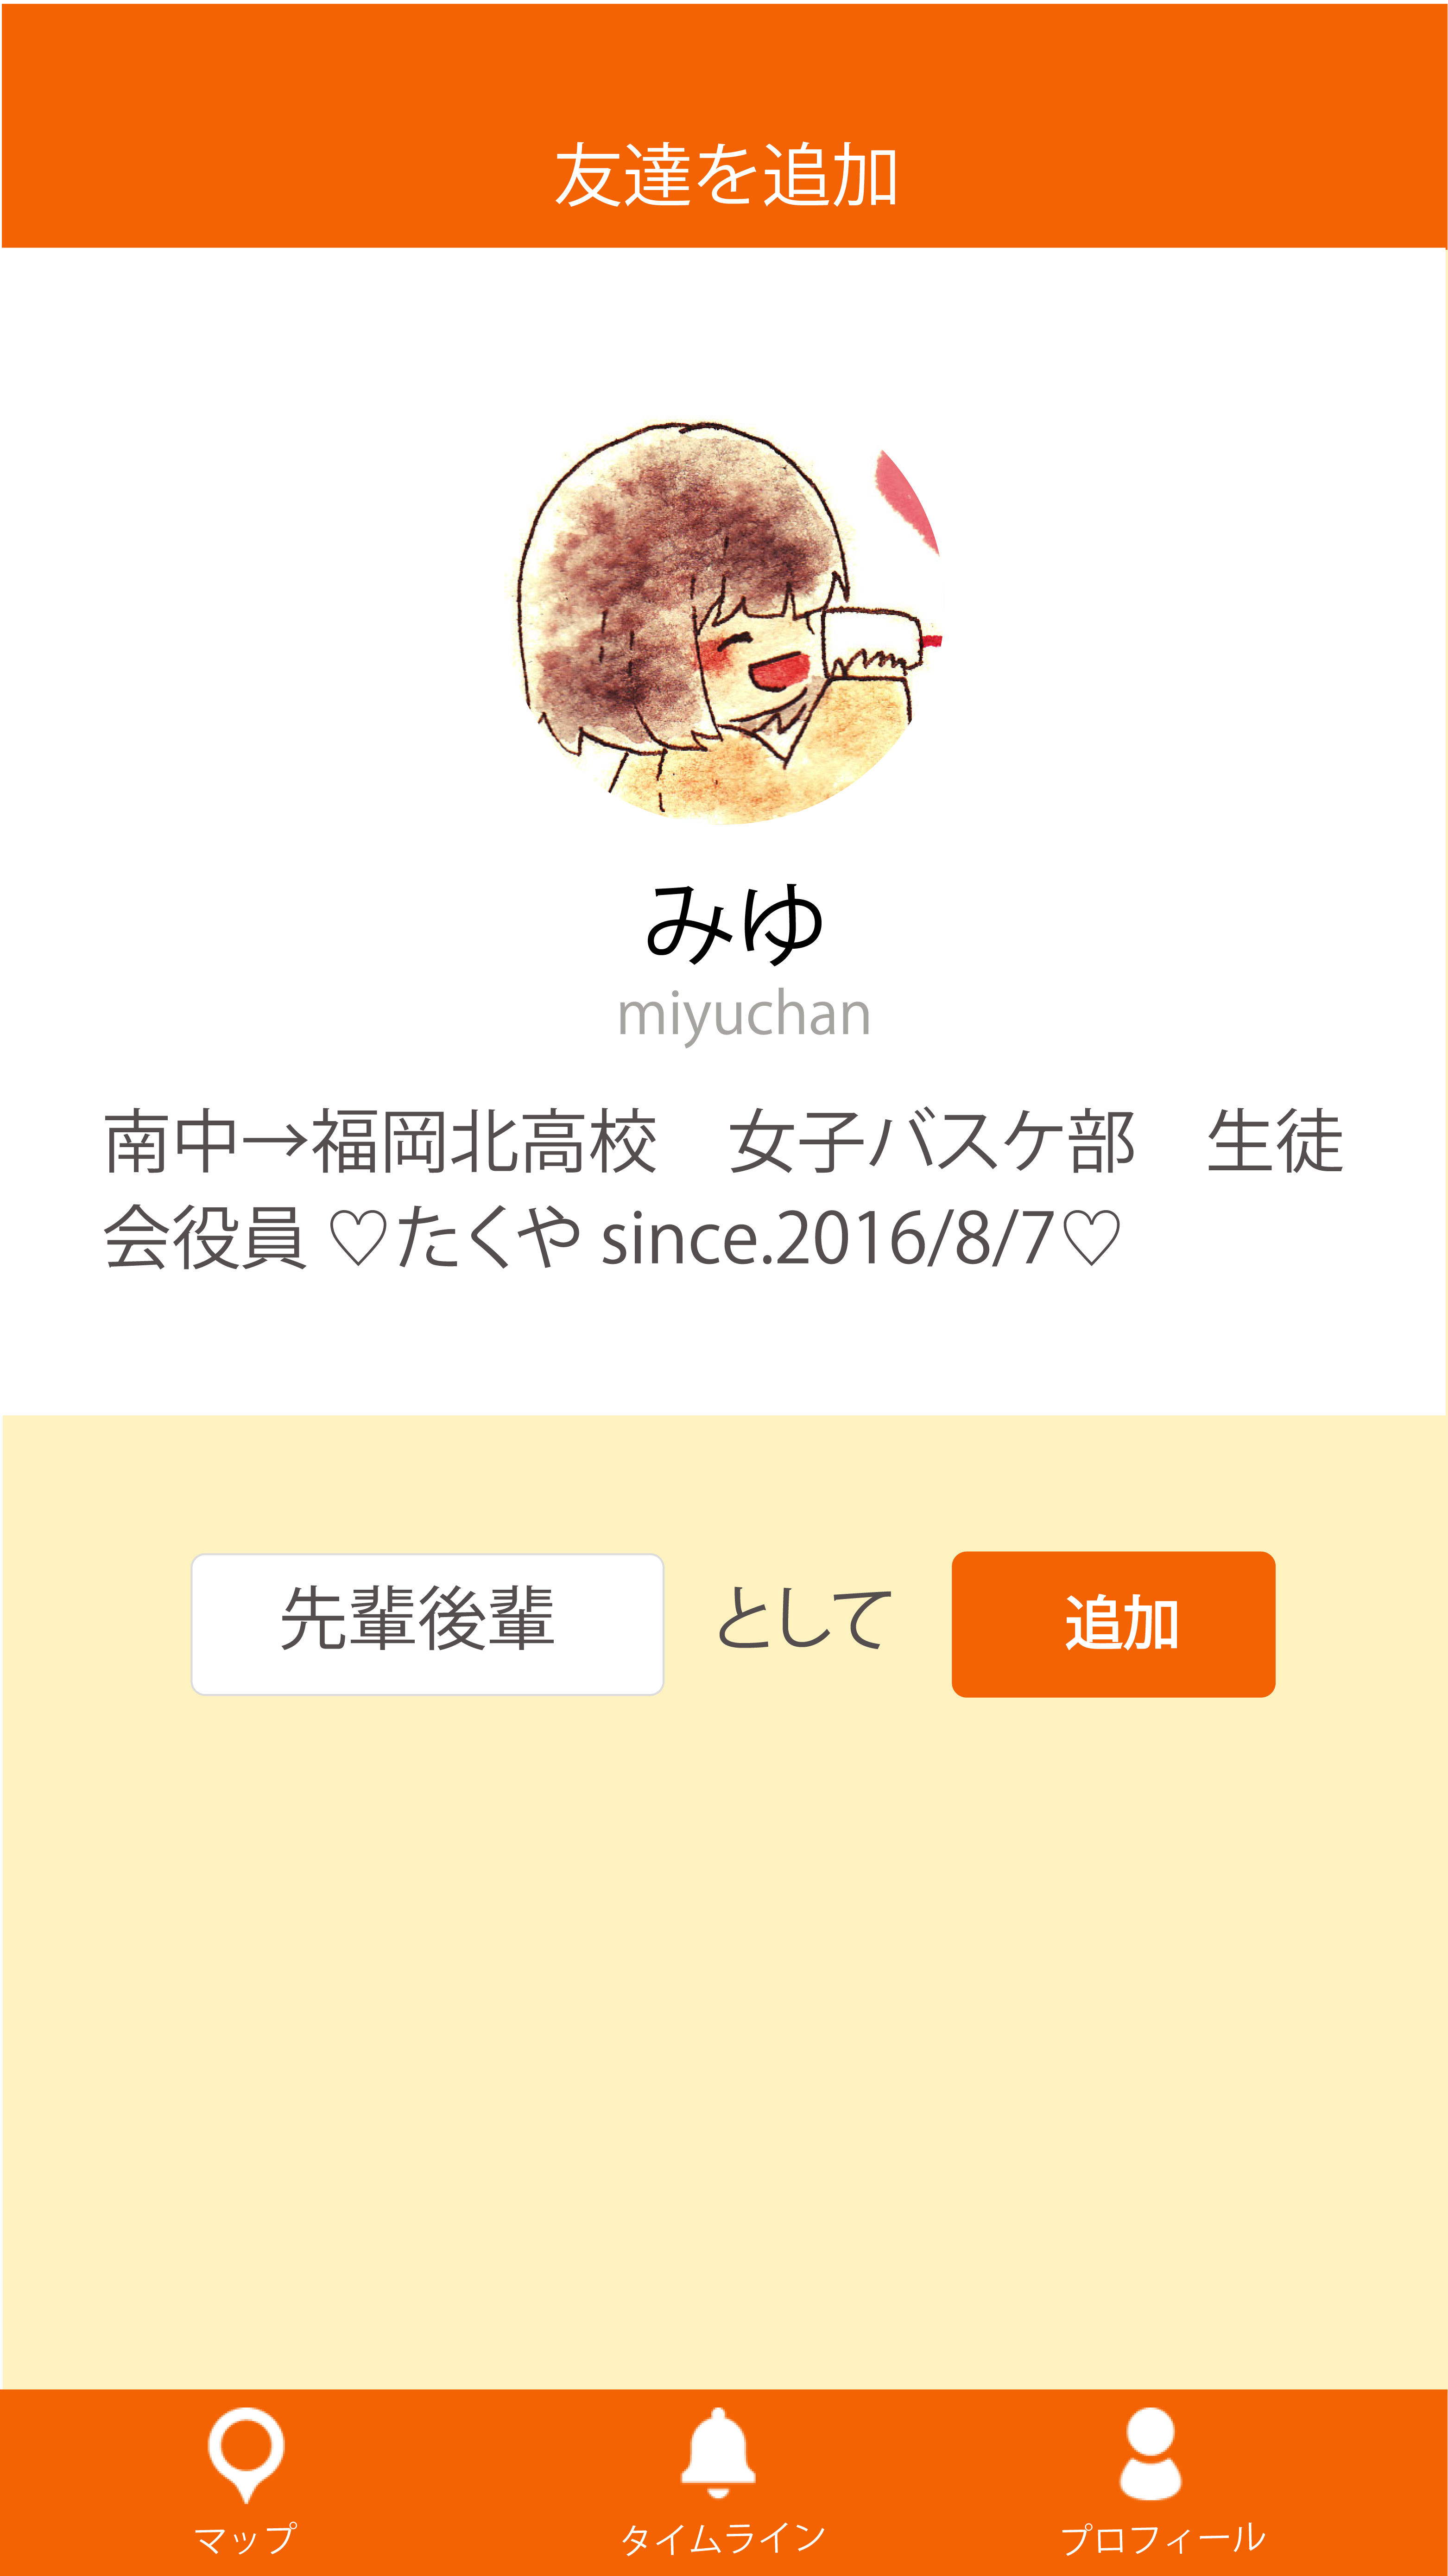 友達を追加
みゆ
miyuchan
南中→福岡北高校　女子バスケ部　生徒
会役員 ♡たくや since.2016/8/7♡
先輩後輩 として 追加
マップ タイムライン プロフィール